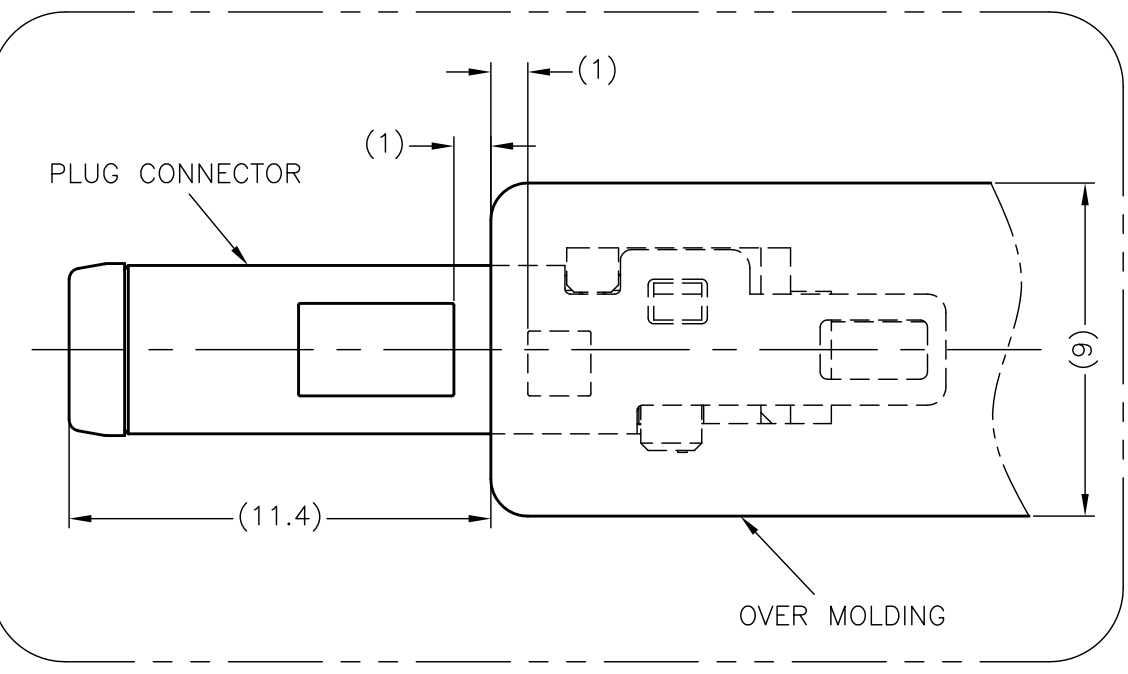 (1)
(1)
PLUG CONNECTOR
(9)
(11.4)
OVER MOLDING